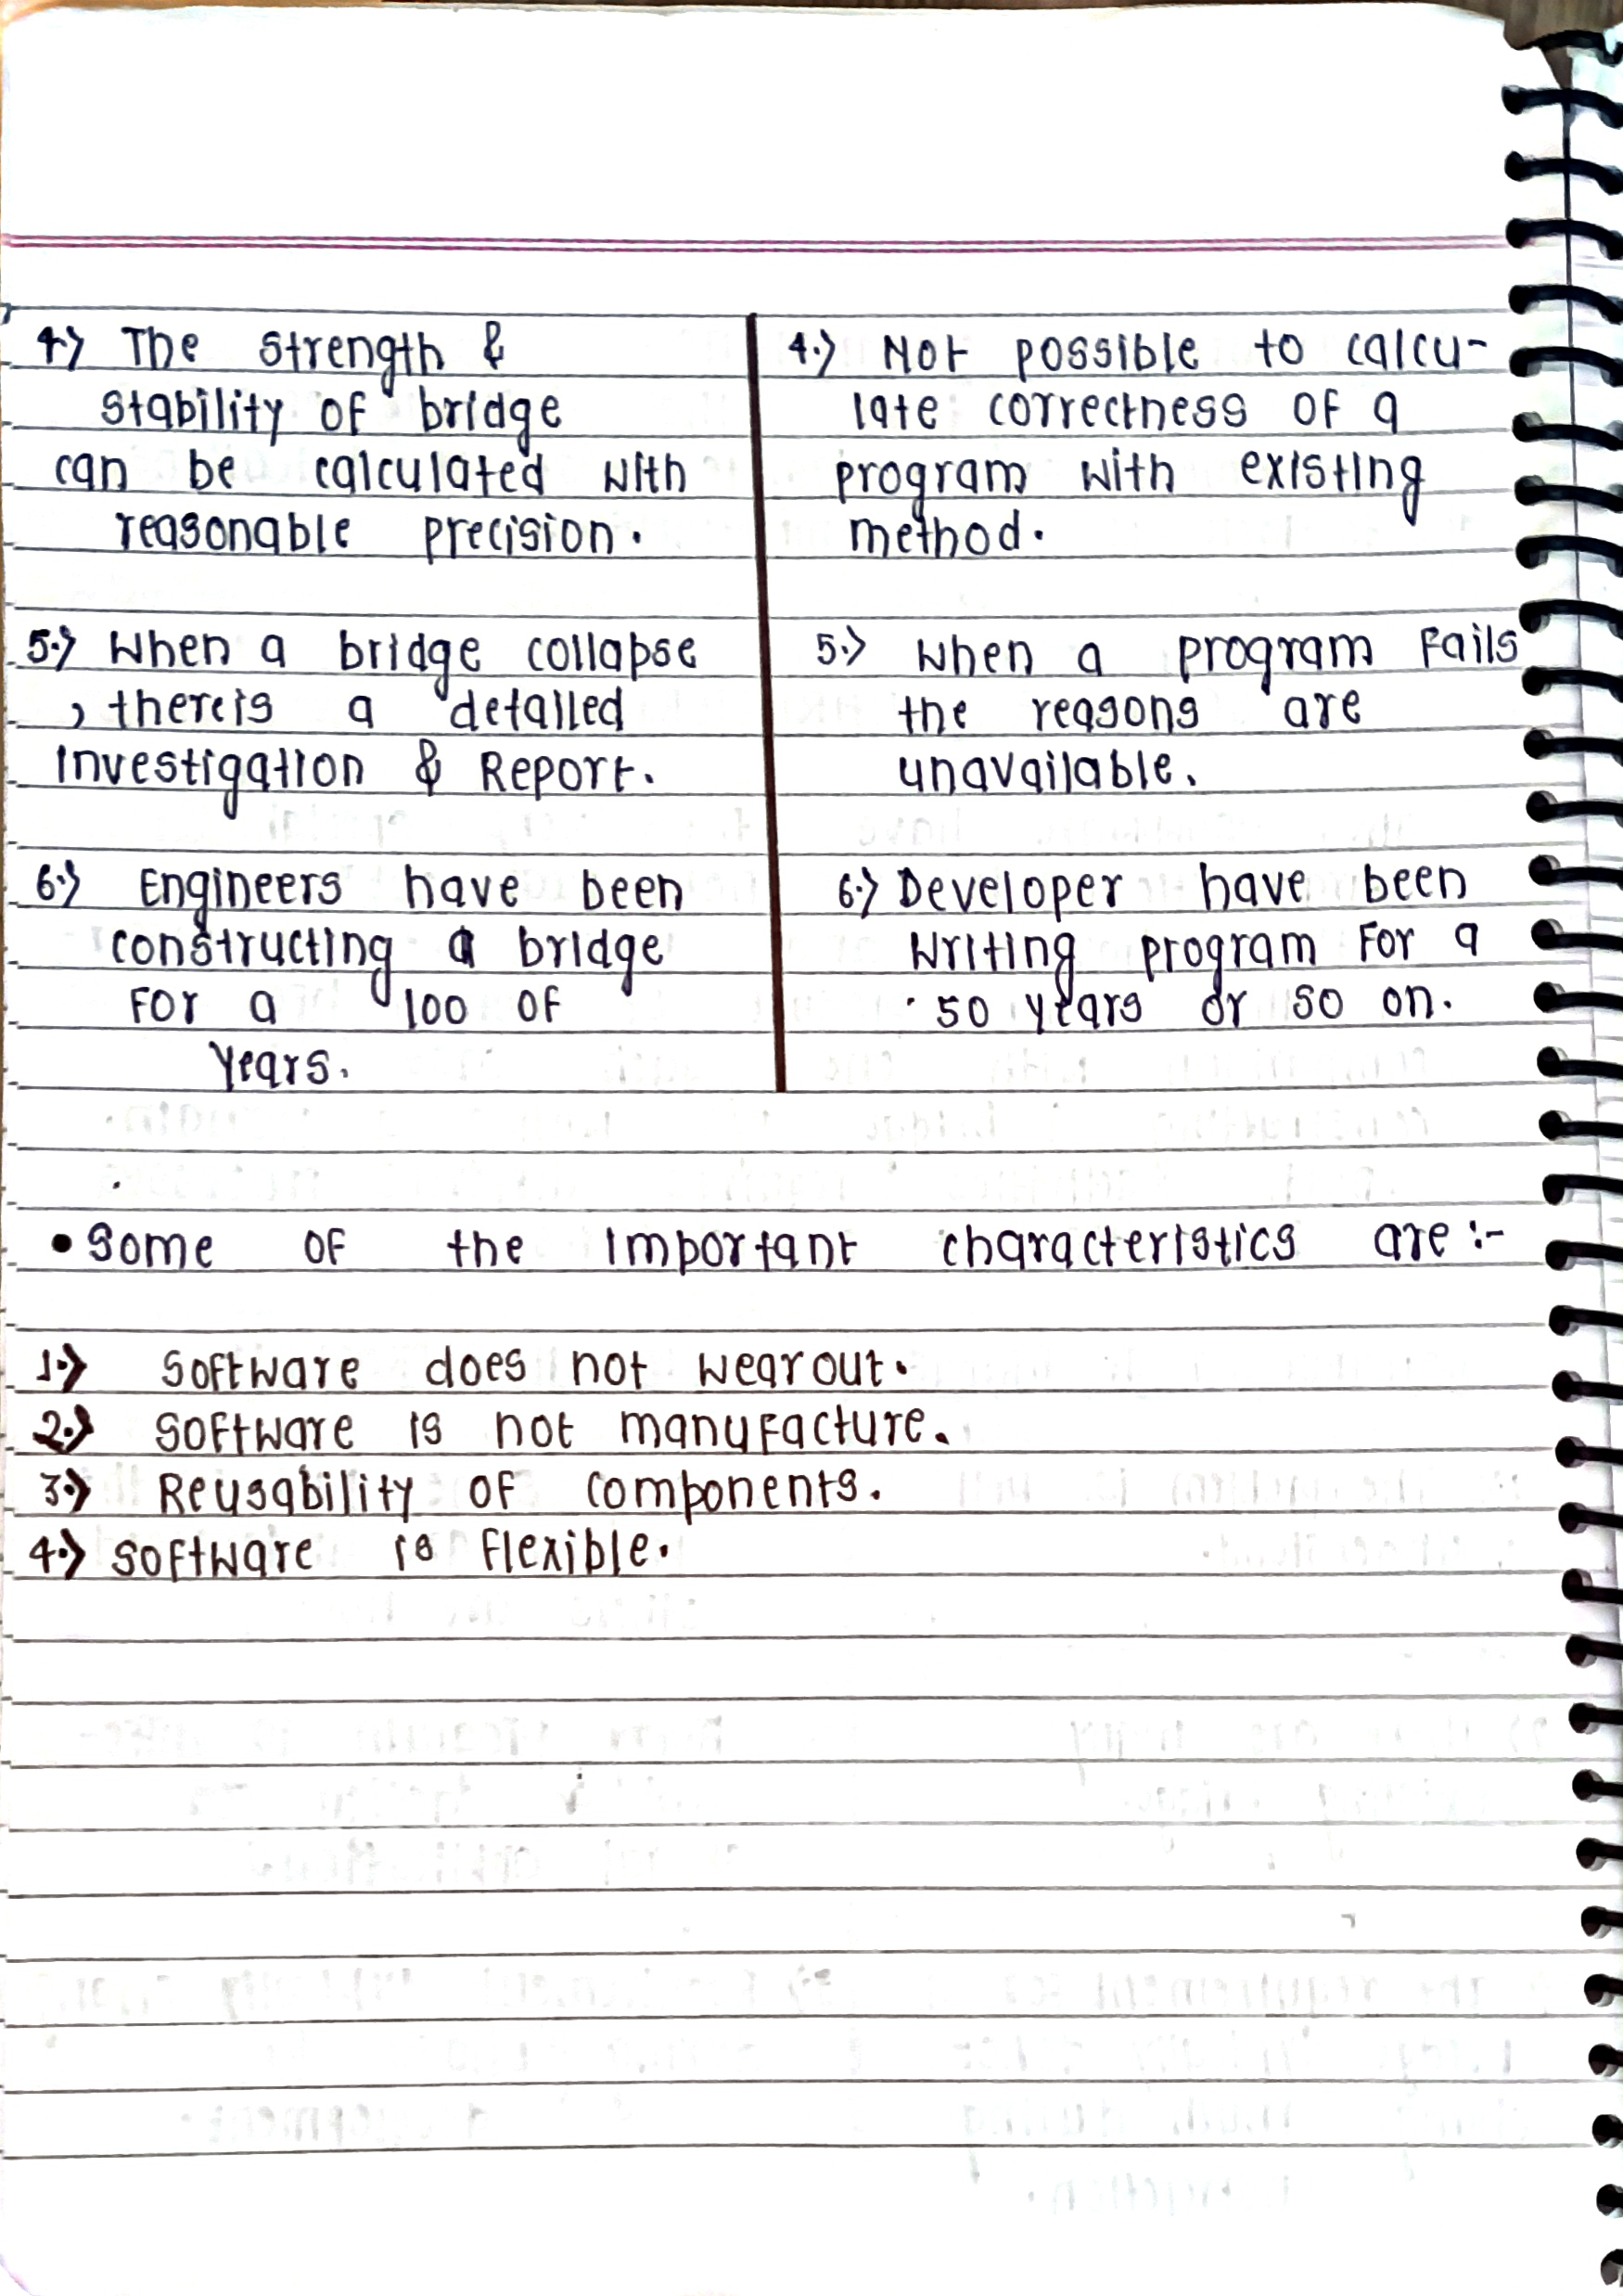 4.) The strength &
stability of bridge
can be calculated with
reasonable precision.
5.) When a bridge collapse
, thereis a detailed
investigation & Report.
6.) Engineers have been
constructing a bridge
for a 100 of
years.
4.) Not possible to calcu-
late correctness of a
program with existing
method.
5.) when a program fails
the reasons are
unavailable.
6.) Developer have been
writing program for a
50 years or so on.
• Some of the important characteristics are :-
1.) Software does not wearout.
2.) Software is not manufacture.
3.) Reusability of components.
4.) Software is flexible.